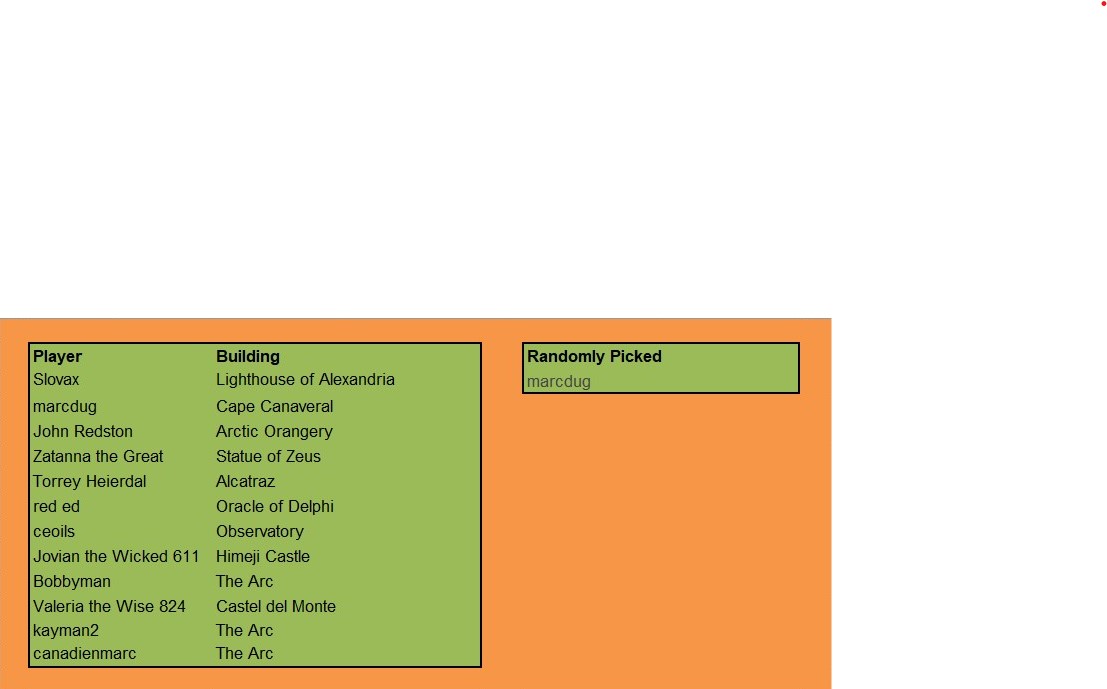 Player Building
Slovax Lighthouse of Alexandria
marcdug Cape Canaveral
John Redston Arctic Orangery
Zatanna the Great Statue of Zeus
Torrey Heierdal Alcatraz
red ed Oracle of Delphi
ceoils Observatory
Jovian the Wicked 611 Himeji Castle
Bobbyman The Arc
Valeria the Wise 824 Castel del Monte
kayman2 The Arc
canadienmarc The Arc
Randomly Picked
marcdug